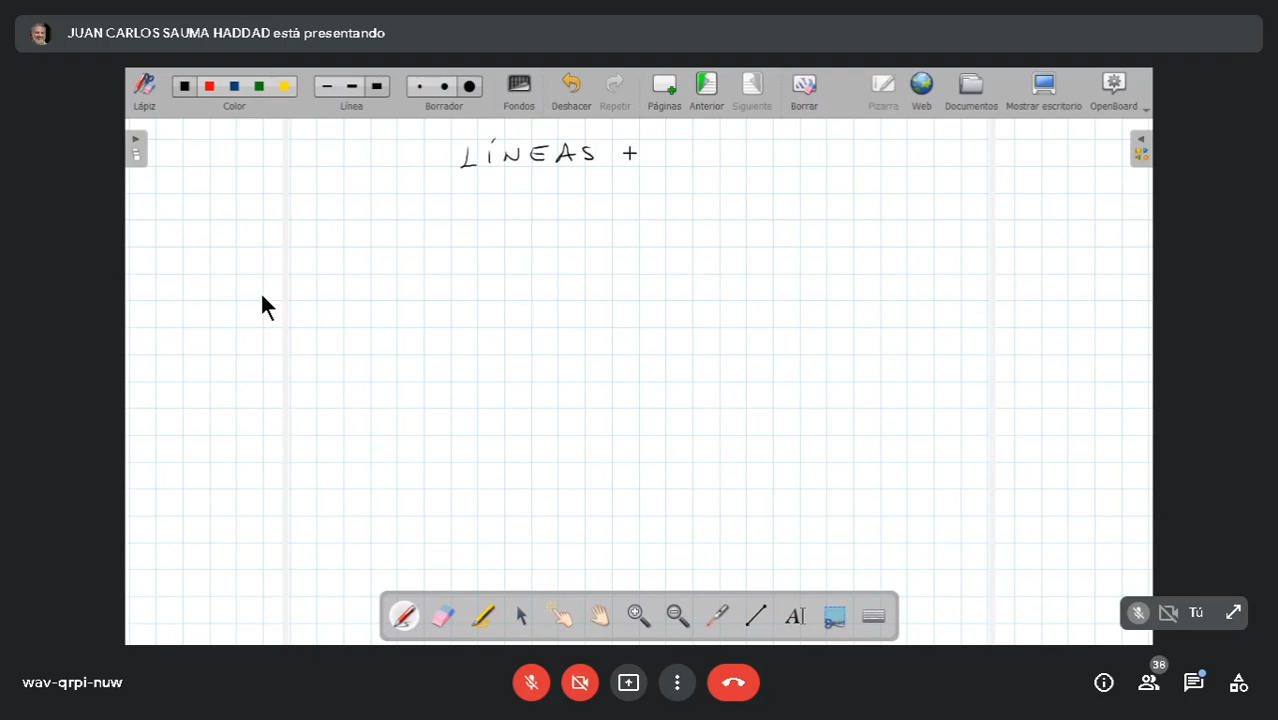 JUAN CARLOS SAUMA HADDAD está presentando
Lápiz
Color
Línea
Borrador
Fondos
Deshacer
Repetir
Páginas
Anterior
Siguiente
Borrar
Pizarra
Web
Documentos
Mostrar escritorio
OpenBoard
LÍNEAS +
Tú
wav-qrpi-nuw
38